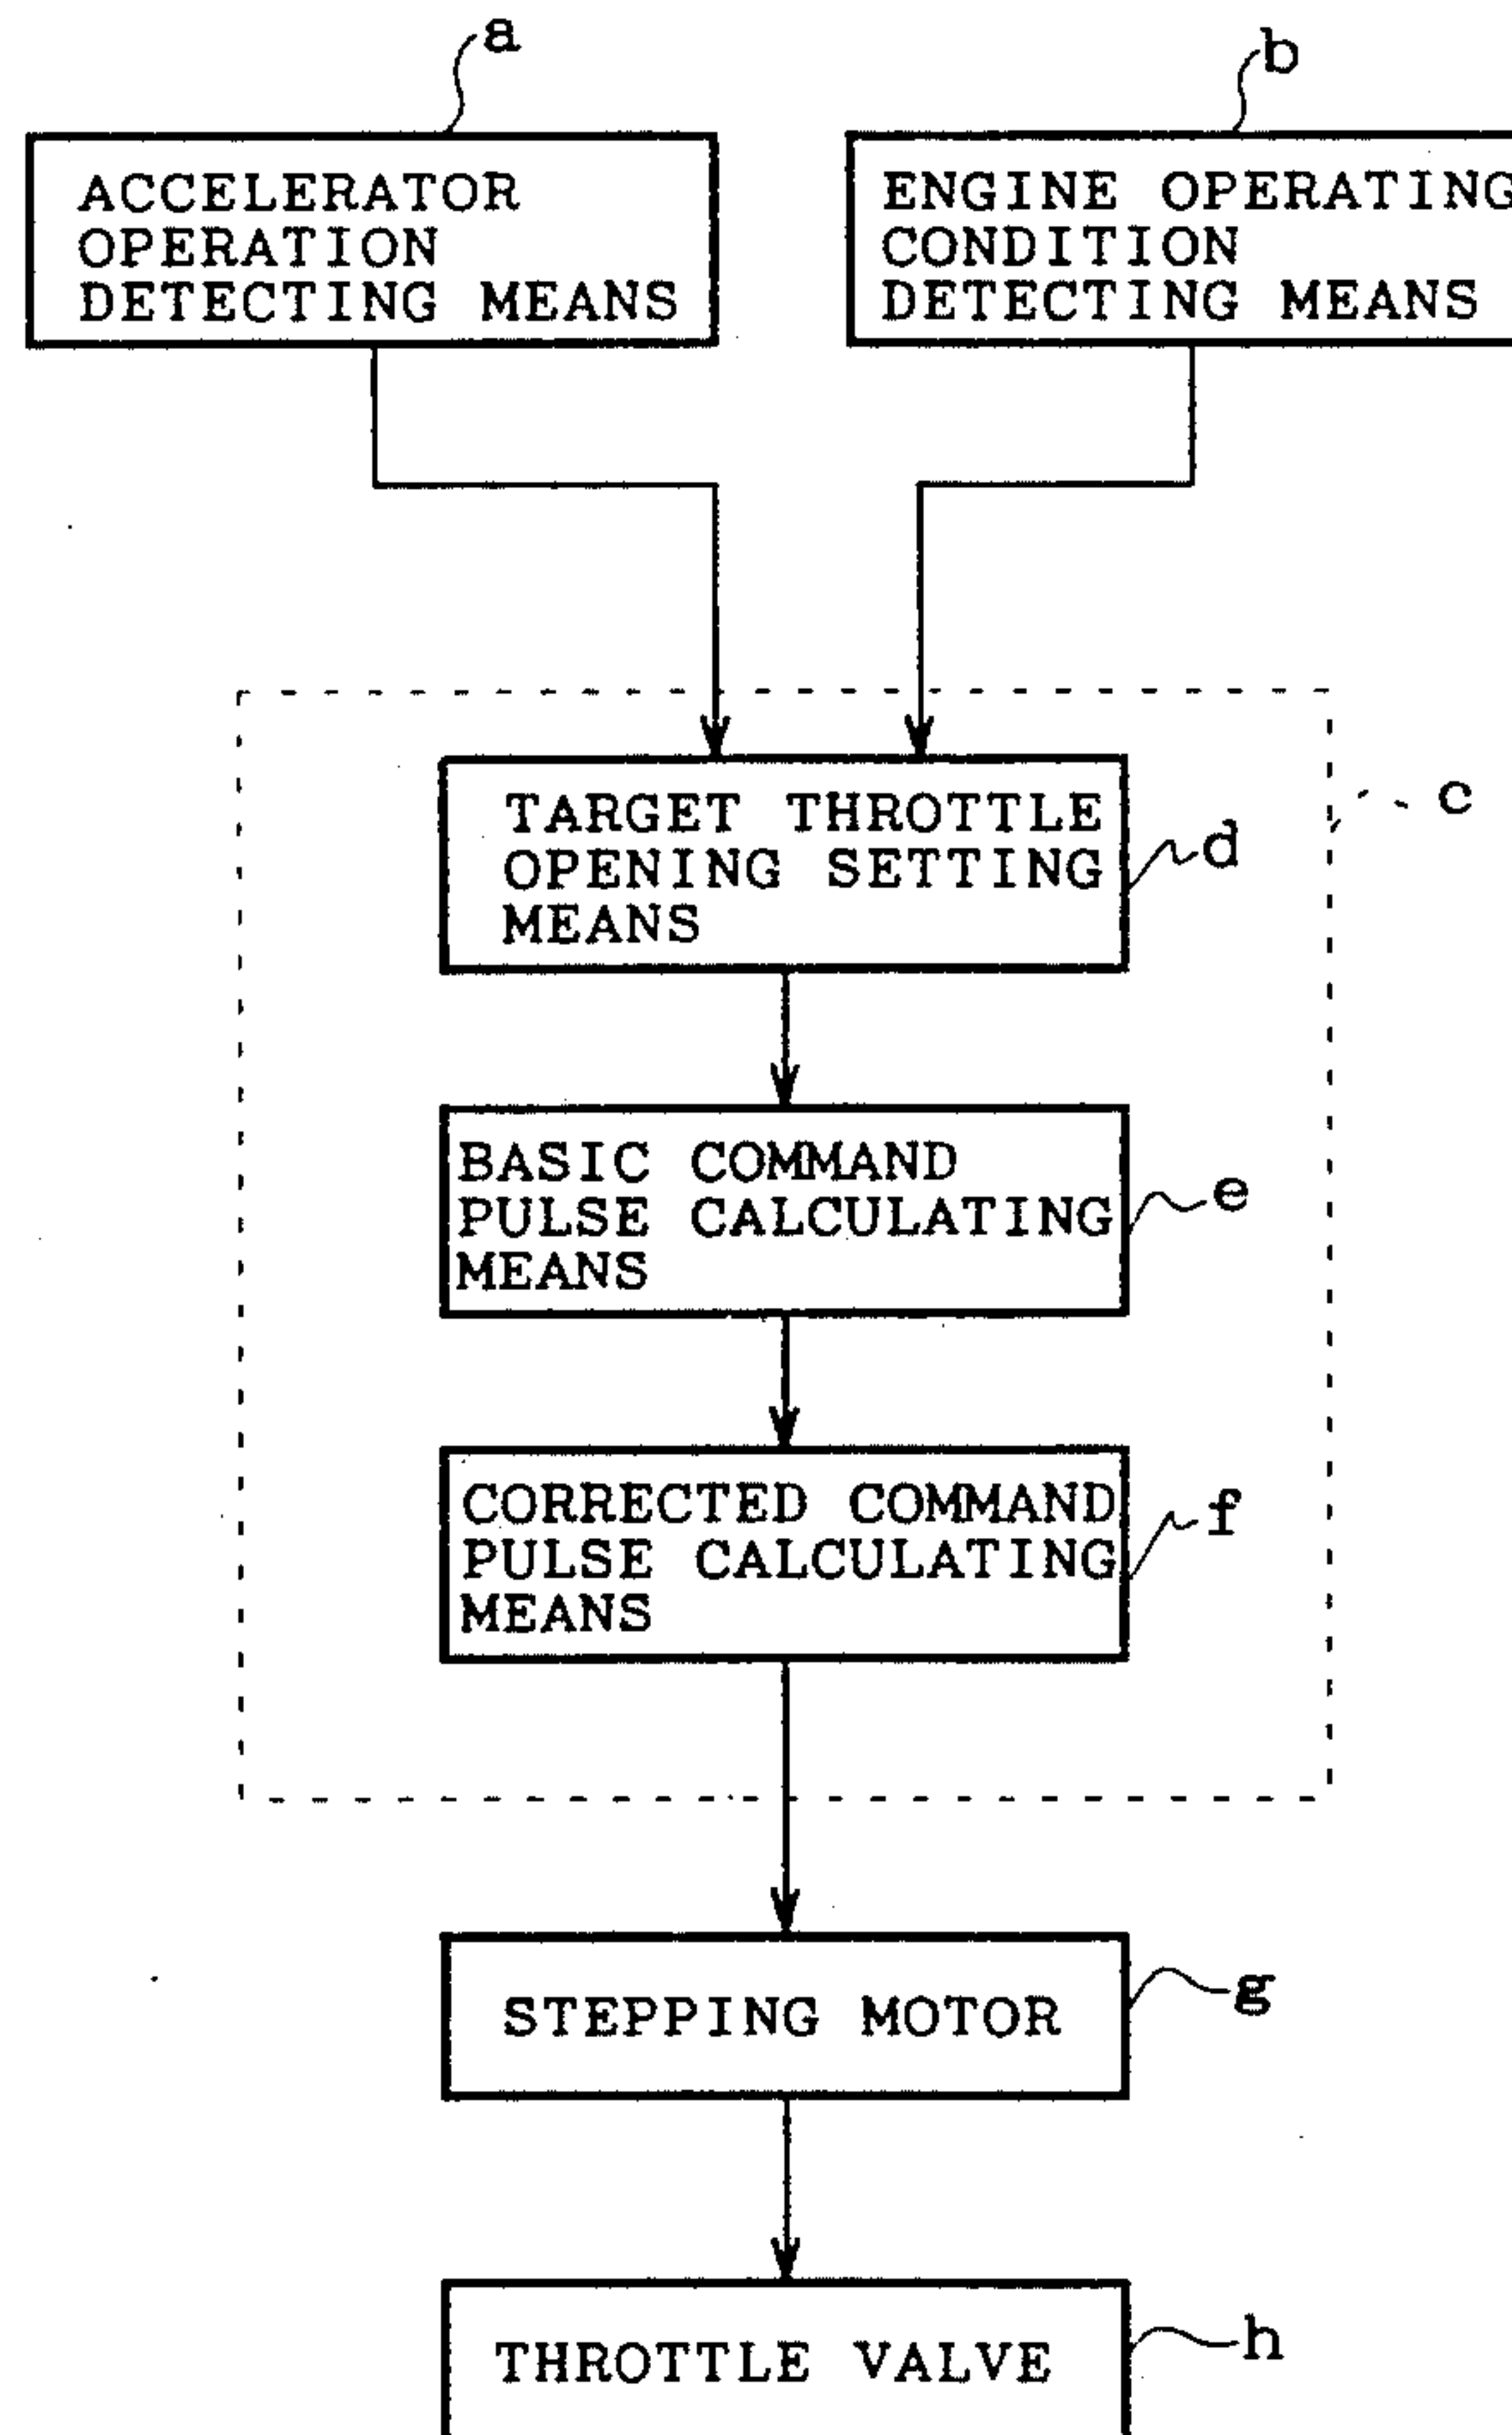 a
b
ACCELERATOR
OPERATION
DETECTING MEANS
ENGINE OPERATING
CONDITION
DETECTING MEANS
c
TARGET THROTTLE
OPENING SETTING
MEANS
d
BASIC COMMAND
PULSE CALCULATING
MEANS
e
CORRECTED COMMAND
PULSE CALCULATING
MEANS
f
STEPPING MOTOR
g
THROTTLE VALVE
h